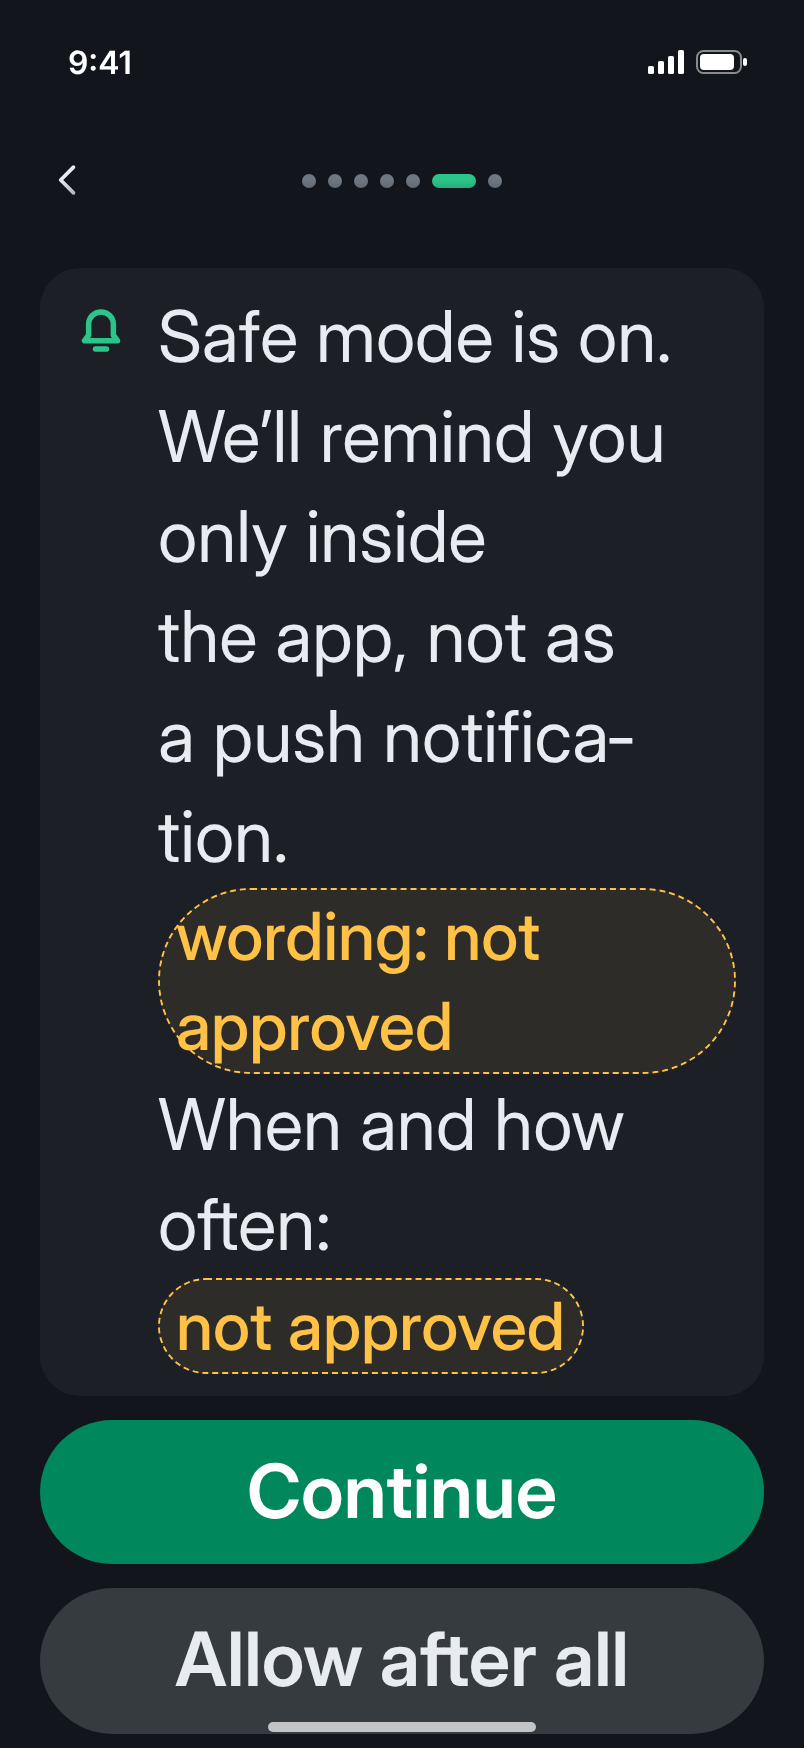 9:41
Safe mode is on.
We’ll remind you
only inside
the app, not as
a push notifica-
tion.
wording: not
approved
When and how
often:
not approved
Continue
Allow after all